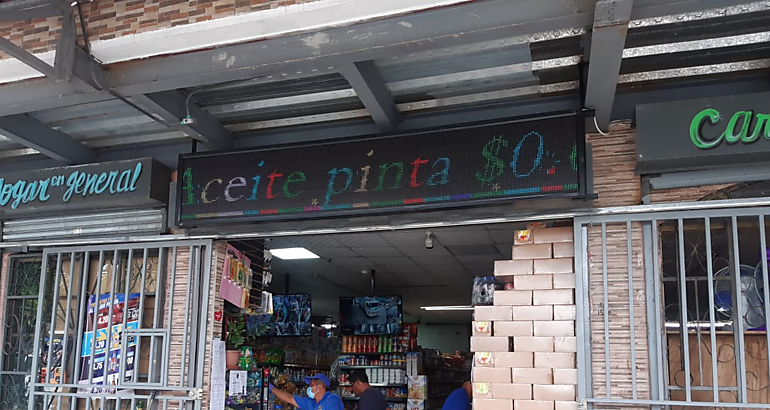 Hogar en general
Aceite pinta $0.
Car